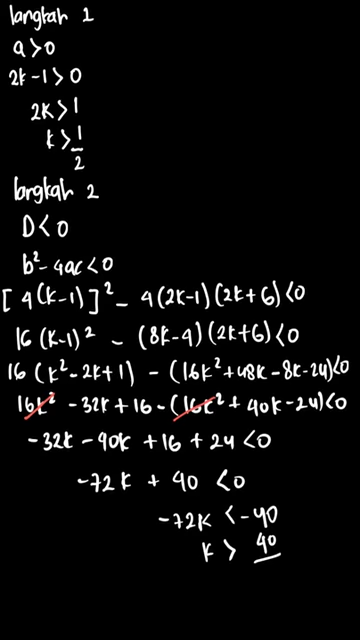 langkah 1
a > 0
2k - 1 > 0
2k > 1
k > 1/2
langkah 2
D < 0
b² - 4ac < 0
[4(k-1)]² - 4(2k-1)(2k+6) < 0
16(k-1)² - (8k-4)(2k+6) < 0
16(k² - 2k + 1) - (16k² + 48k - 8k - 24) < 0
16k² - 32k + 16 - (16k² + 40k - 24) < 0
-32k - 40k + 16 + 24 < 0
-72k + 40 < 0
-72k < -40
k > 40